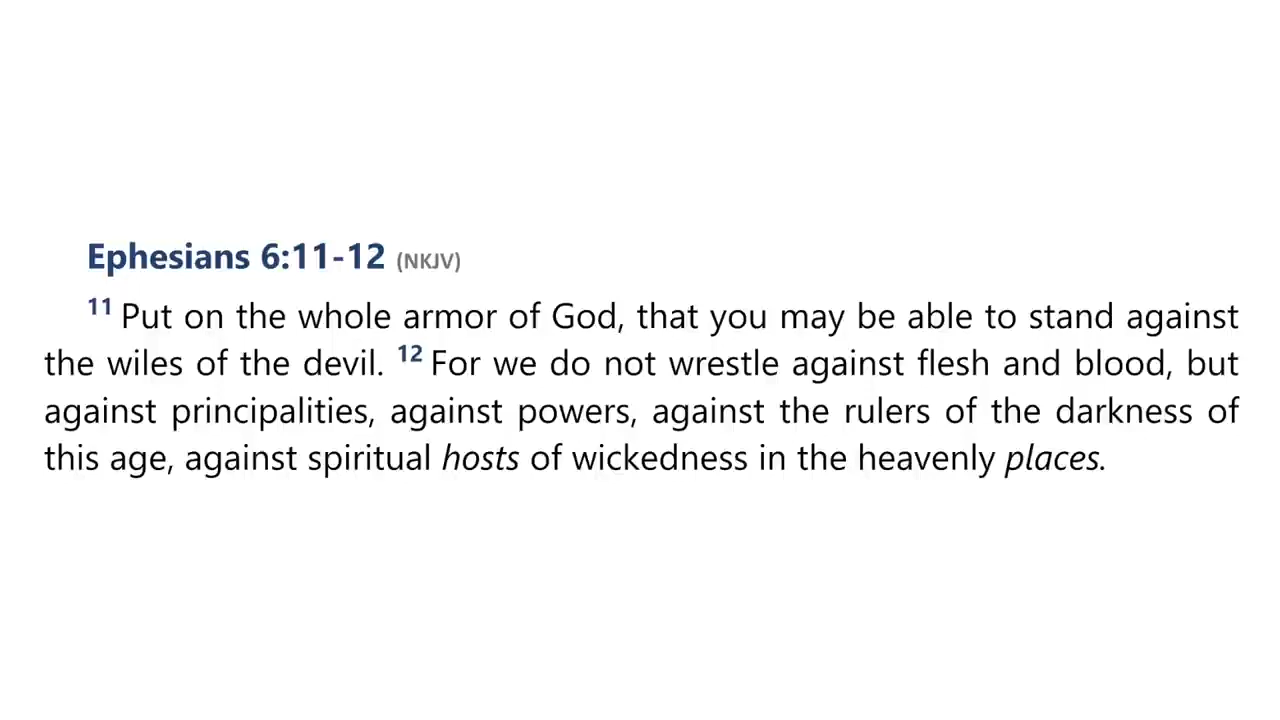 Ephesians 6:11-12 (NKJV)
11 Put on the whole armor of God, that you may be able to stand against
the wiles of the devil. 12 For we do not wrestle against flesh and blood, but
against principalities, against powers, against the rulers of the darkness of
this age, against spiritual hosts of wickedness in the heavenly places.